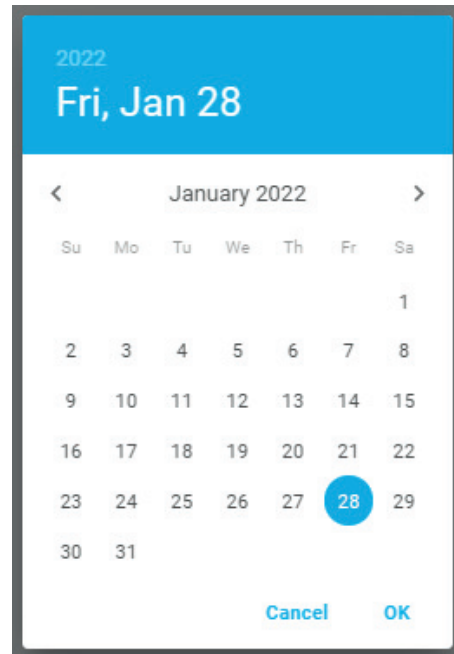 2022
Fri, Jan 28
January 2022
Su Mo Tu We Th Fr Sa
1
2 3 4 5 6 7 8
9 10 11 12 13 14 15
16 17 18 19 20 21 22
23 24 25 26 27 28 29
30 31
Cancel OK